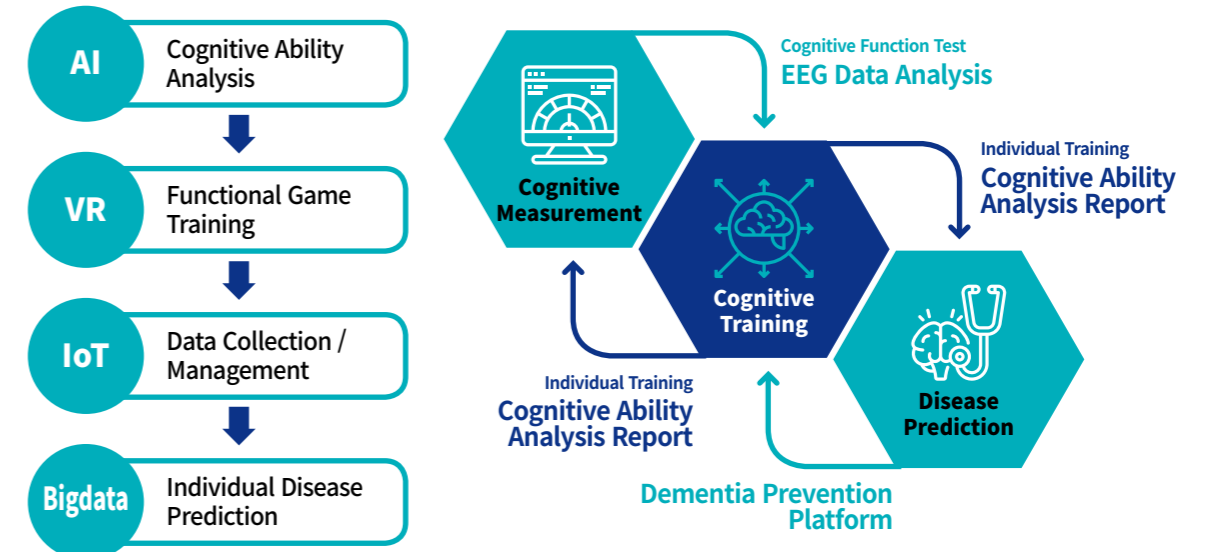 AI
Cognitive Ability
Analysis
VR
Functional Game
Training
IoT
Data Collection /
Management
Bigdata
Individual Disease
Prediction
Cognitive
Measurement
Cognitive Function Test
EEG Data Analysis
Cognitive
Training
Individual Training
Cognitive Ability
Analysis Report
Individual Training
Cognitive Ability
Analysis Report
Disease
Prediction
Dementia Prevention
Platform